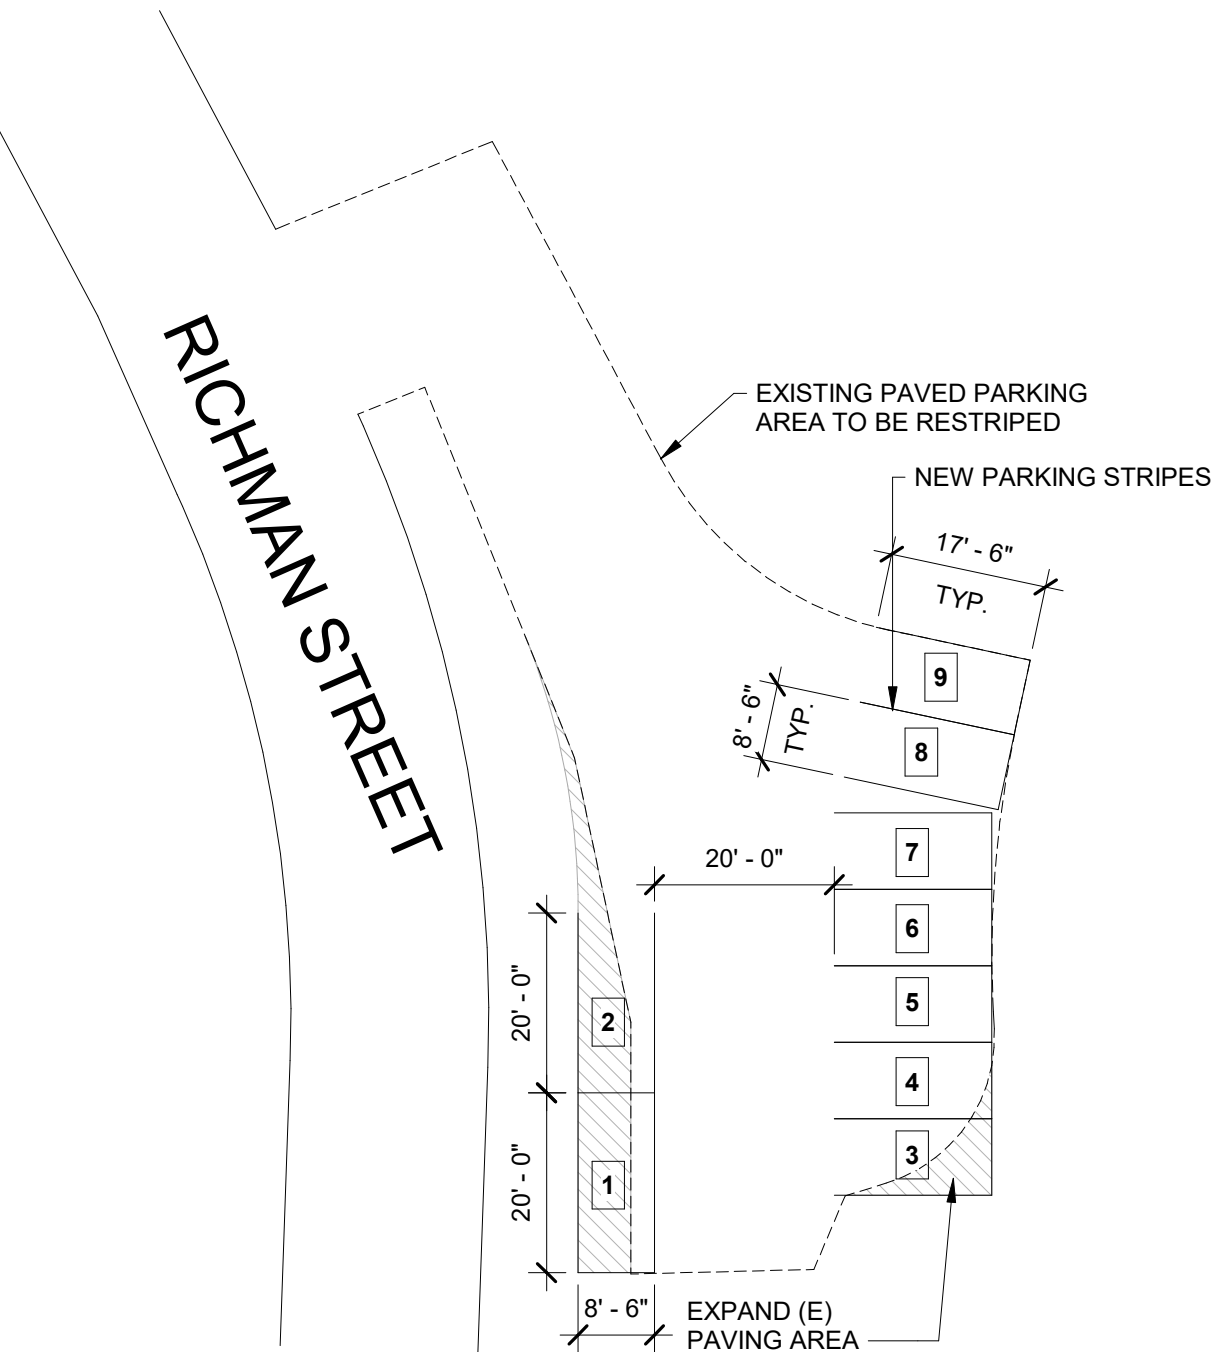 RICHMAN STREET
EXISTING PAVED PARKING
AREA TO BE RESTRIPED
NEW PARKING STRIPES
17' - 6"
TYP.
9
8' - 6"
TYP.
8
7
20' - 0"
6
20' - 0"
5
2
4
3
20' - 0"
1
8' - 6"
EXPAND (E)
PAVING AREA